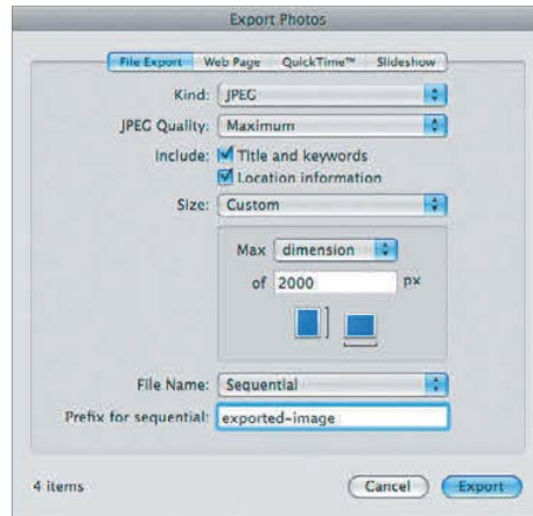 Export Photos
File Export Web Page QuickTime™ Slideshow
Kind: JPEG
JPEG Quality: Maximum
Include: Title and keywords
Location information
Size: Custom
Max dimension
of 2000 px
File Name: Sequential
Prefix for sequential: exported-image
4 items Cancel Export